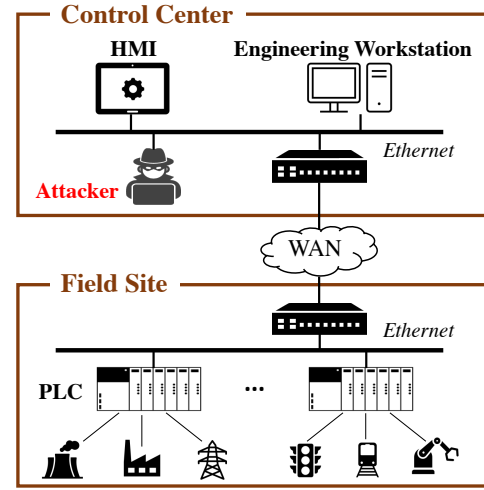 Control Center
HMI
Engineering Workstation
Ethernet
Attacker
WAN
Field Site
Ethernet
PLC
...